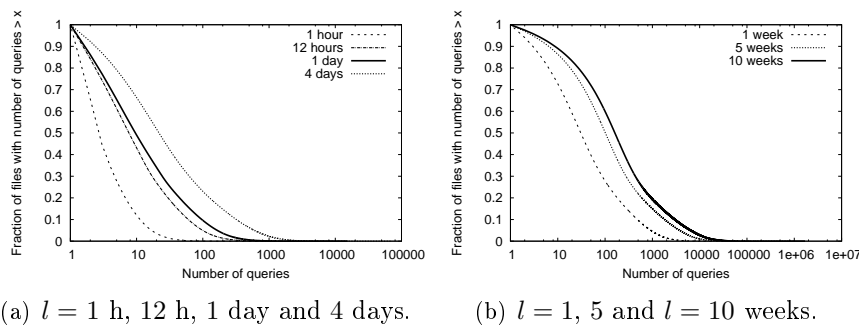 Fraction of files with number of queries > x
1
0.9
0.8
0.7
0.6
0.5
0.4
0.3
0.2
0.1
0
1 hour
12 hours
1 day
4 days
1 10 100 1000 10000 100000
Number of queries
Fraction of files with number of queries > x
1
0.9
0.8
0.7
0.6
0.5
0.4
0.3
0.2
0.1
0
1 week
5 weeks
10 weeks
1 10 100 1000 10000 100000 1e+06 1e+07
Number of queries
(a) l = 1 h, 12 h, 1 day and 4 days.
(b) l = 1, 5 and l = 10 weeks.